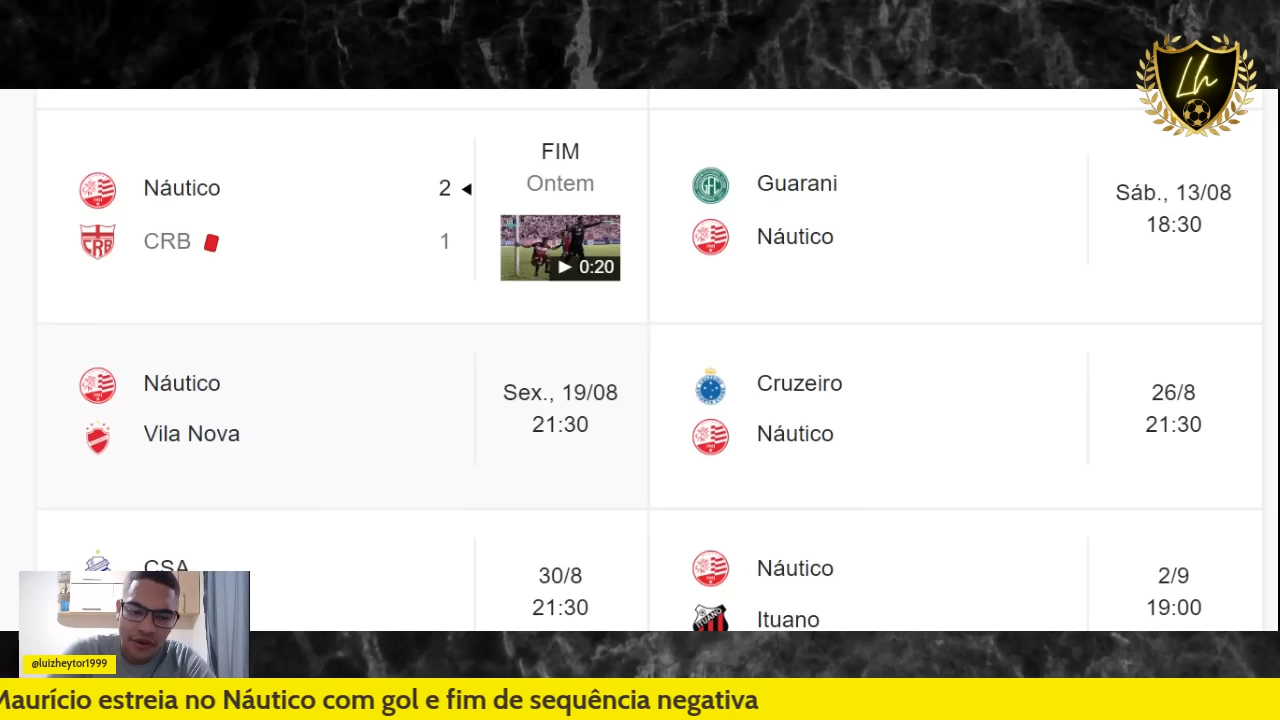 Lh
FIM
Náutico 2
Ontem
CRB 1
0:20
Guarani
Náutico
Sáb., 13/08
18:30
Náutico
Vila Nova
Sex., 19/08
21:30
Cruzeiro
Náutico
26/8
21:30
CSA
30/8
21:30
Náutico
Ituano
2/9
19:00
@luizheytor1999
Maurício estreia no Náutico com gol e fim de sequência negativa